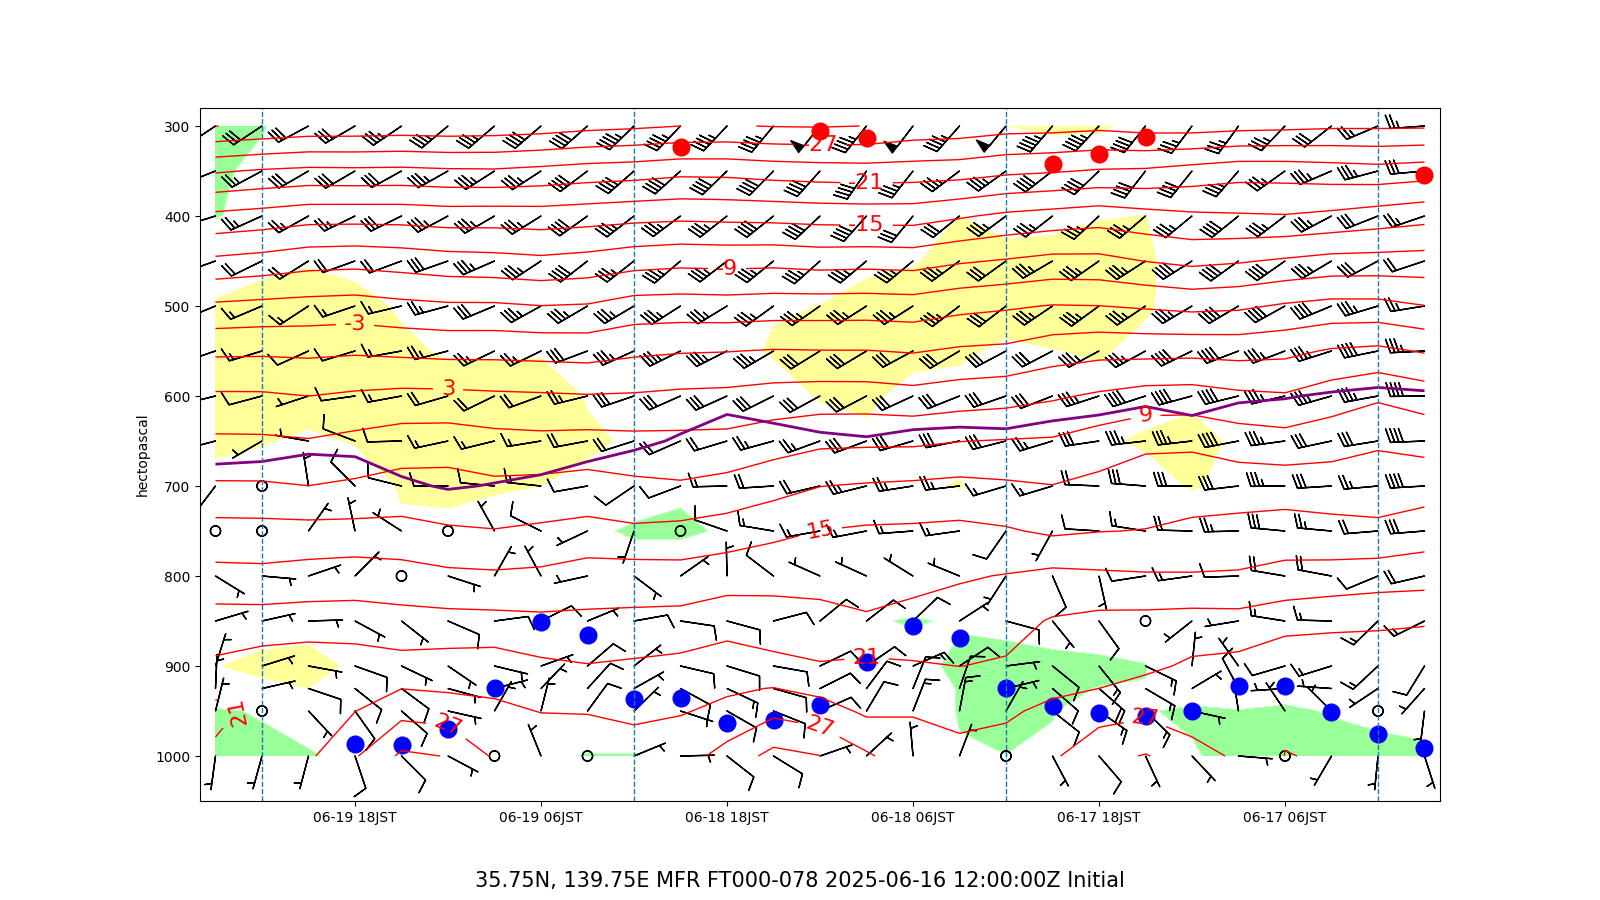 300
400
500
600
700
800
900
1000
hectopascal
-27
-21
-15
-9
-3
3
9
15
21
21
27
27
27
06-19 18JST
06-19 06JST
06-18 18JST
06-18 06JST
06-17 18JST
06-17 06JST
35.75N, 139.75E MFR FT000-078 2025-06-16 12:00:00Z Initial